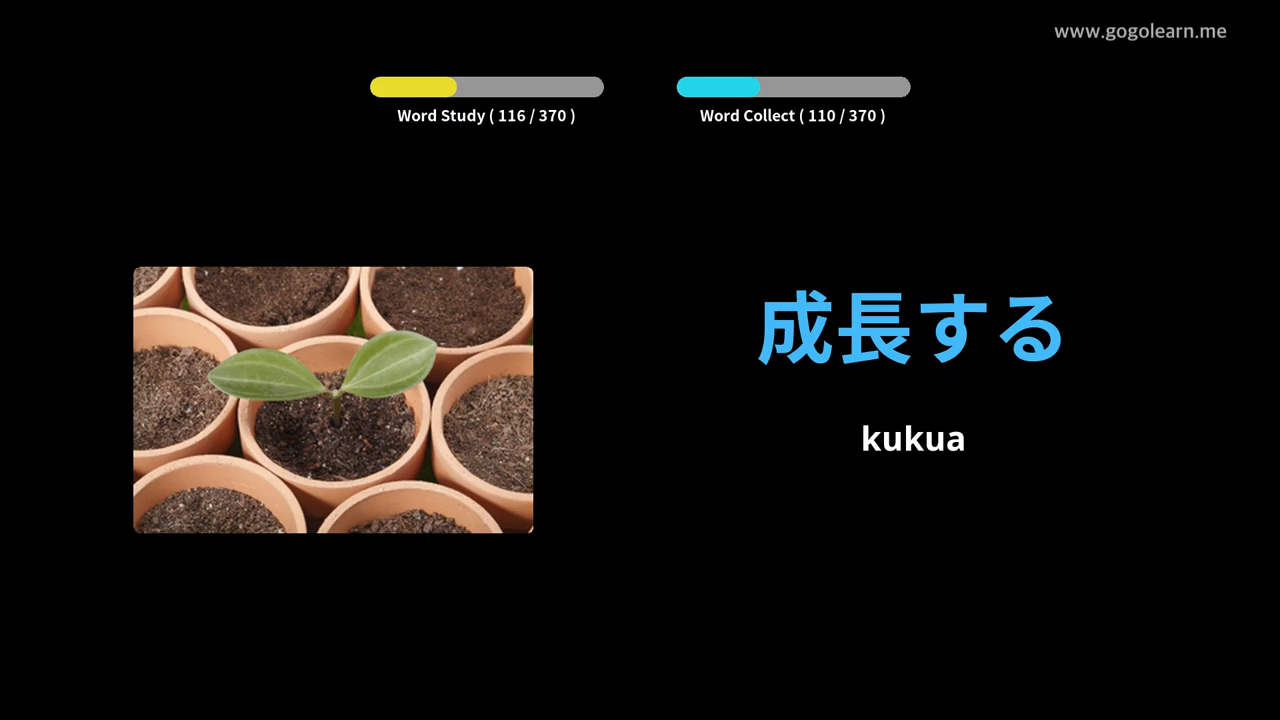 www.gogolearn.me
Word Study ( 116 / 370 )
Word Collect ( 110 / 370 )
成長する
kukua